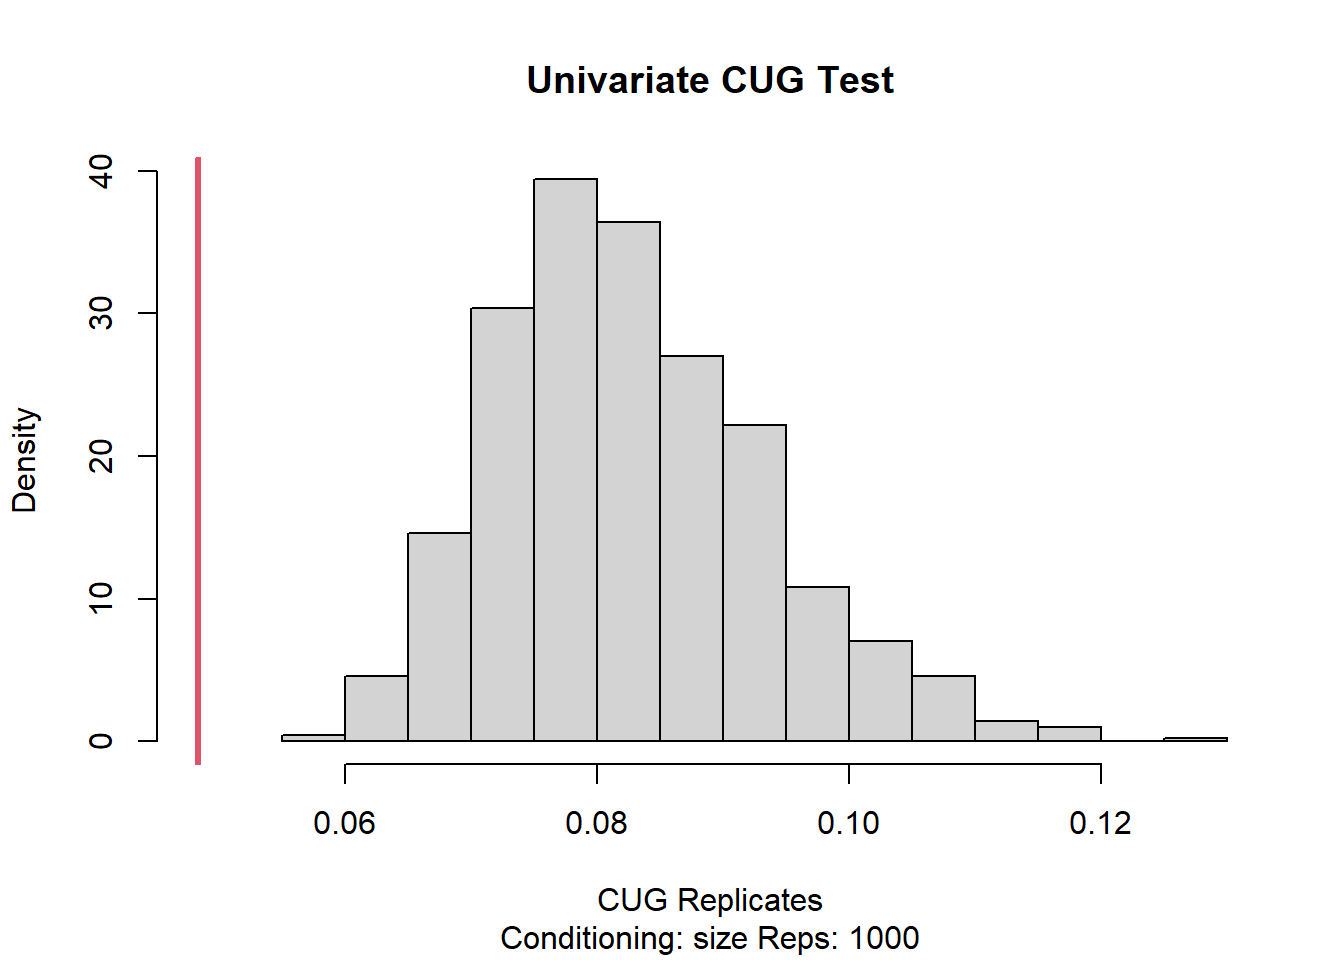 Univariate CUG Test
Density
40
30
20
10
0
0.06 0.08 0.10 0.12
CUG Replicates
Conditioning: size Reps: 1000